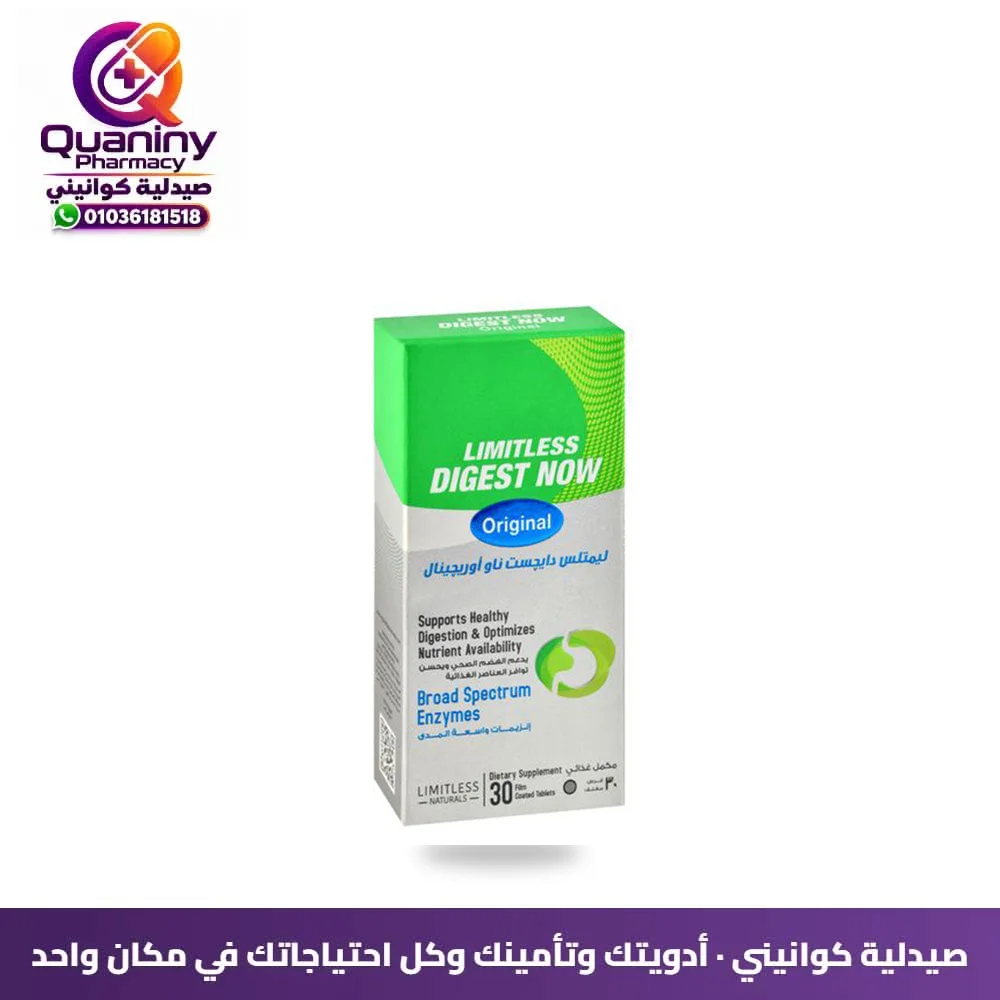 Quaniny
Pharmacy
صيدلية كوانيني
01036181518
LIMITLESS
DIGEST NOW
Original
LIMITLESS
DIGEST NOW
Original
ليمتلس دايجست ناو أوريجينال
Supports Healthy
Digestion & Optimizes
Nutrient Availability
يدعم الهضم الصحي ويحسن
توافر العناصر الغذائية
Broad Spectrum
Enzymes
إنزيمات واسعة المدى
LIMITLESS
NATURALS
Dietary Supplement مكمل غذائي
30 Film
Coated Tablets
٣٠ قرص
مغلف
صيدلية كوانيني . أدويتك وتأمينك وكل احتياجاتك في مكان واحد